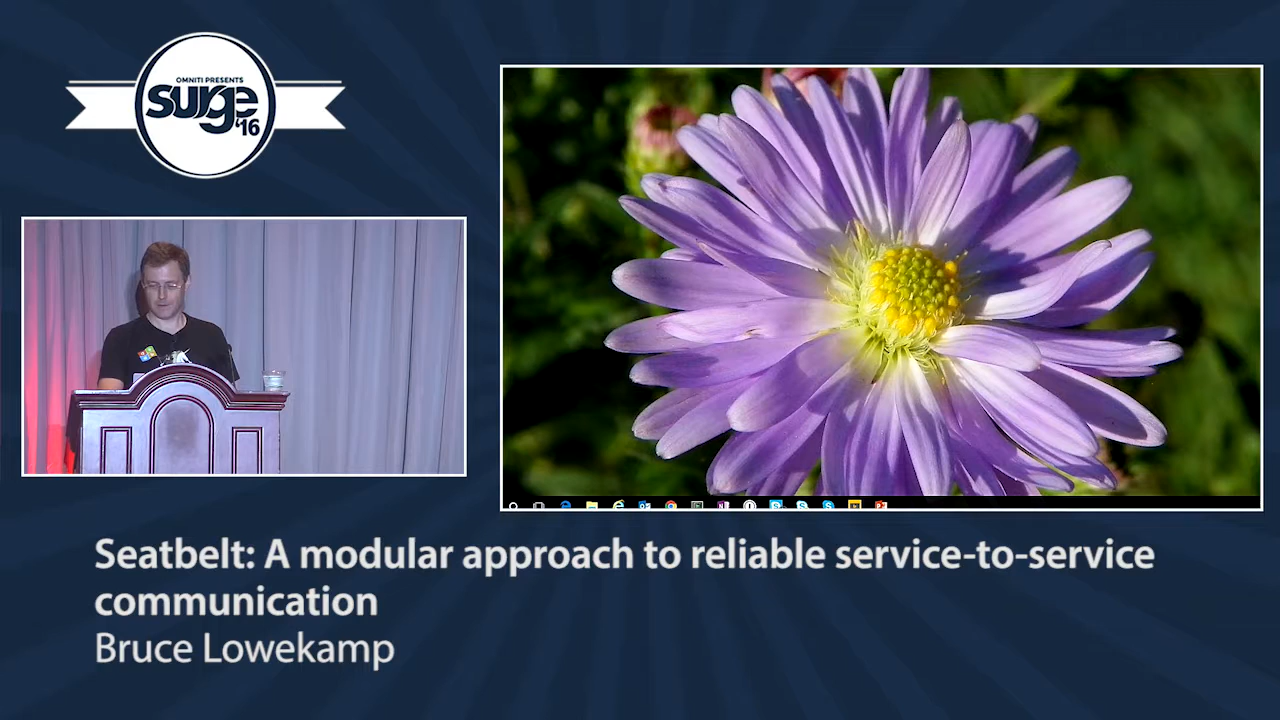 OMNITI PRESENTS
surge
'16
Seatbelt: A modular approach to reliable service-to-service
communication
Bruce Lowekamp